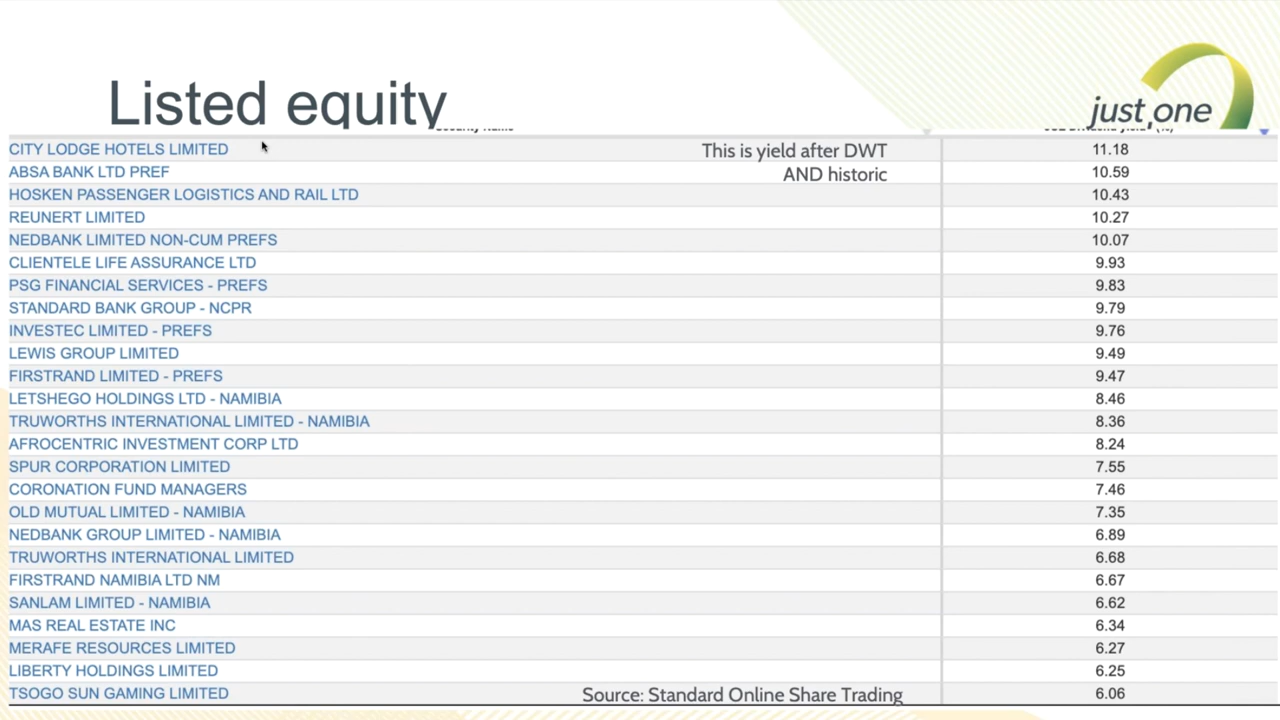 Listed equity
just one
Security Name
CITY LODGE HOTELS LIMITED This is yield after DWT 11.18
ABSA BANK LTD PREF AND historic 10.59
HOSKEN PASSENGER LOGISTICS AND RAIL LTD 10.43
REUNERT LIMITED 10.27
NEDBANK LIMITED NON-CUM PREFS 10.07
CLIENTELE LIFE ASSURANCE LTD 9.93
PSG FINANCIAL SERVICES - PREFS 9.83
STANDARD BANK GROUP - NCPR 9.79
INVESTEC LIMITED - PREFS 9.76
LEWIS GROUP LIMITED 9.49
FIRSTRAND LIMITED - PREFS 9.47
LETSHEGO HOLDINGS LTD - NAMIBIA 8.46
TRUWORTHS INTERNATIONAL LIMITED - NAMIBIA 8.36
AFROCENTRIC INVESTMENT CORP LTD 8.24
SPUR CORPORATION LIMITED 7.55
CORONATION FUND MANAGERS 7.46
OLD MUTUAL LIMITED - NAMIBIA 7.35
NEDBANK GROUP LIMITED - NAMIBIA 6.89
TRUWORTHS INTERNATIONAL LIMITED 6.68
FIRSTRAND NAMIBIA LTD NM 6.67
SANLAM LIMITED - NAMIBIA 6.62
MAS REAL ESTATE INC 6.34
MERAFE RESOURCES LIMITED 6.27
LIBERTY HOLDINGS LIMITED 6.25
TSOGO SUN GAMING LIMITED Source: Standard Online Share Trading 6.06